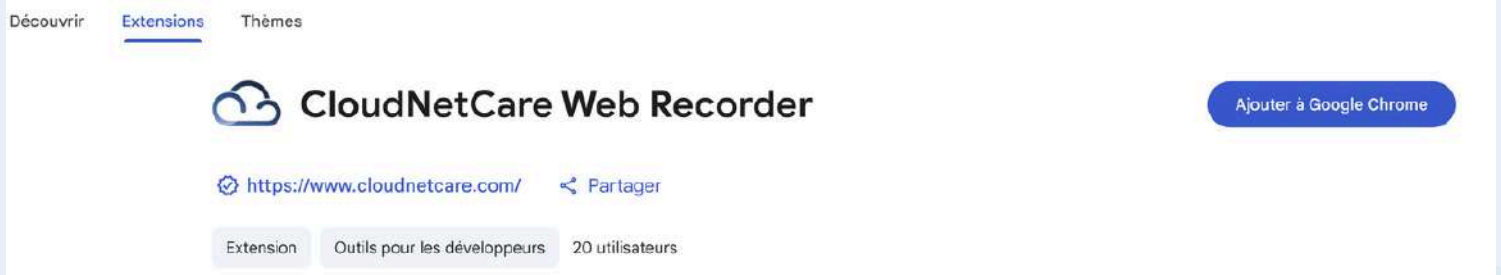 Découvrir Extensions Thèmes
CloudNetCare Web Recorder
Ajouter à Google Chrome
https://www.cloudnetcare.com/ Partager
Extension Outils pour les développeurs 20 utilisateurs